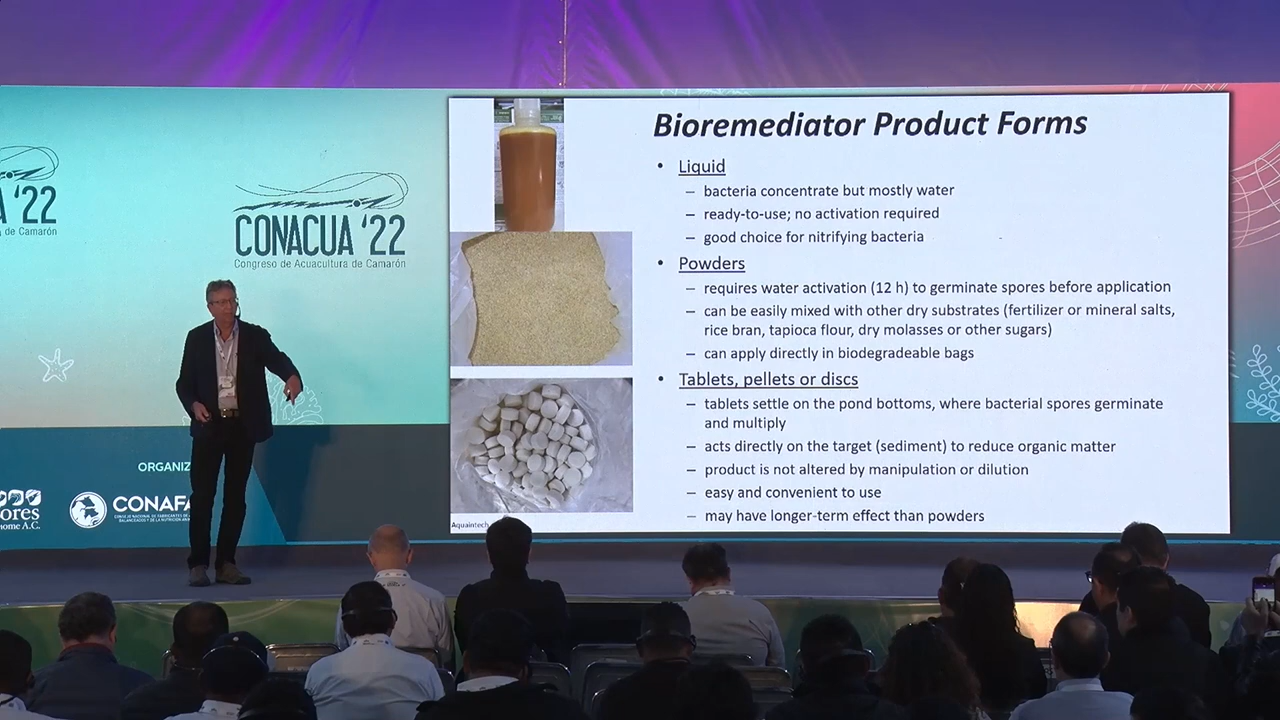 A '22
a de Camarón
CONACUA '22
Congreso de Acuacultura de Camarón
ORGANIZ
ores
ome A.C.
CONAFA
Bioremediator Product Forms
• Liquid
– bacteria concentrate but mostly water
– ready-to-use; no activation required
– good choice for nitrifying bacteria
• Powders
– requires water activation (12 h) to germinate spores before application
– can be easily mixed with other dry substrates (fertilizer or mineral salts,
rice bran, tapioca flour, dry molasses or other sugars)
– can apply directly in biodegradeable bags
• Tablets, pellets or discs
– tablets settle on the pond bottoms, where bacterial spores germinate
and multiply
– acts directly on the target (sediment) to reduce organic matter
– product is not altered by manipulation or dilution
– easy and convenient to use
– may have longer-term effect than powders
Aquaintech